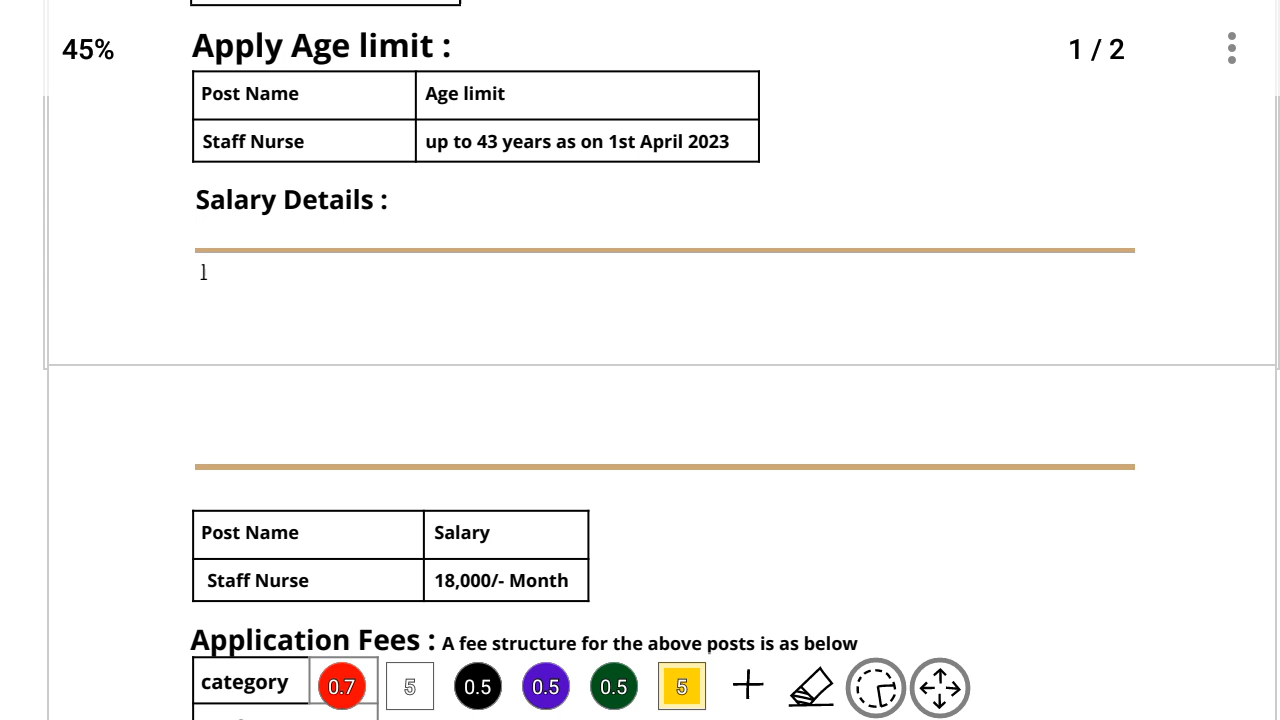 45%
Apply Age limit :
1 / 2
Post Name Age limit
Staff Nurse up to 43 years as on 1st April 2023
Salary Details :
1
Post Name Salary
Staff Nurse 18,000/- Month
Application Fees : A fee structure for the above posts is as below
category
0.7 5 0.5 0.5 0.5 5